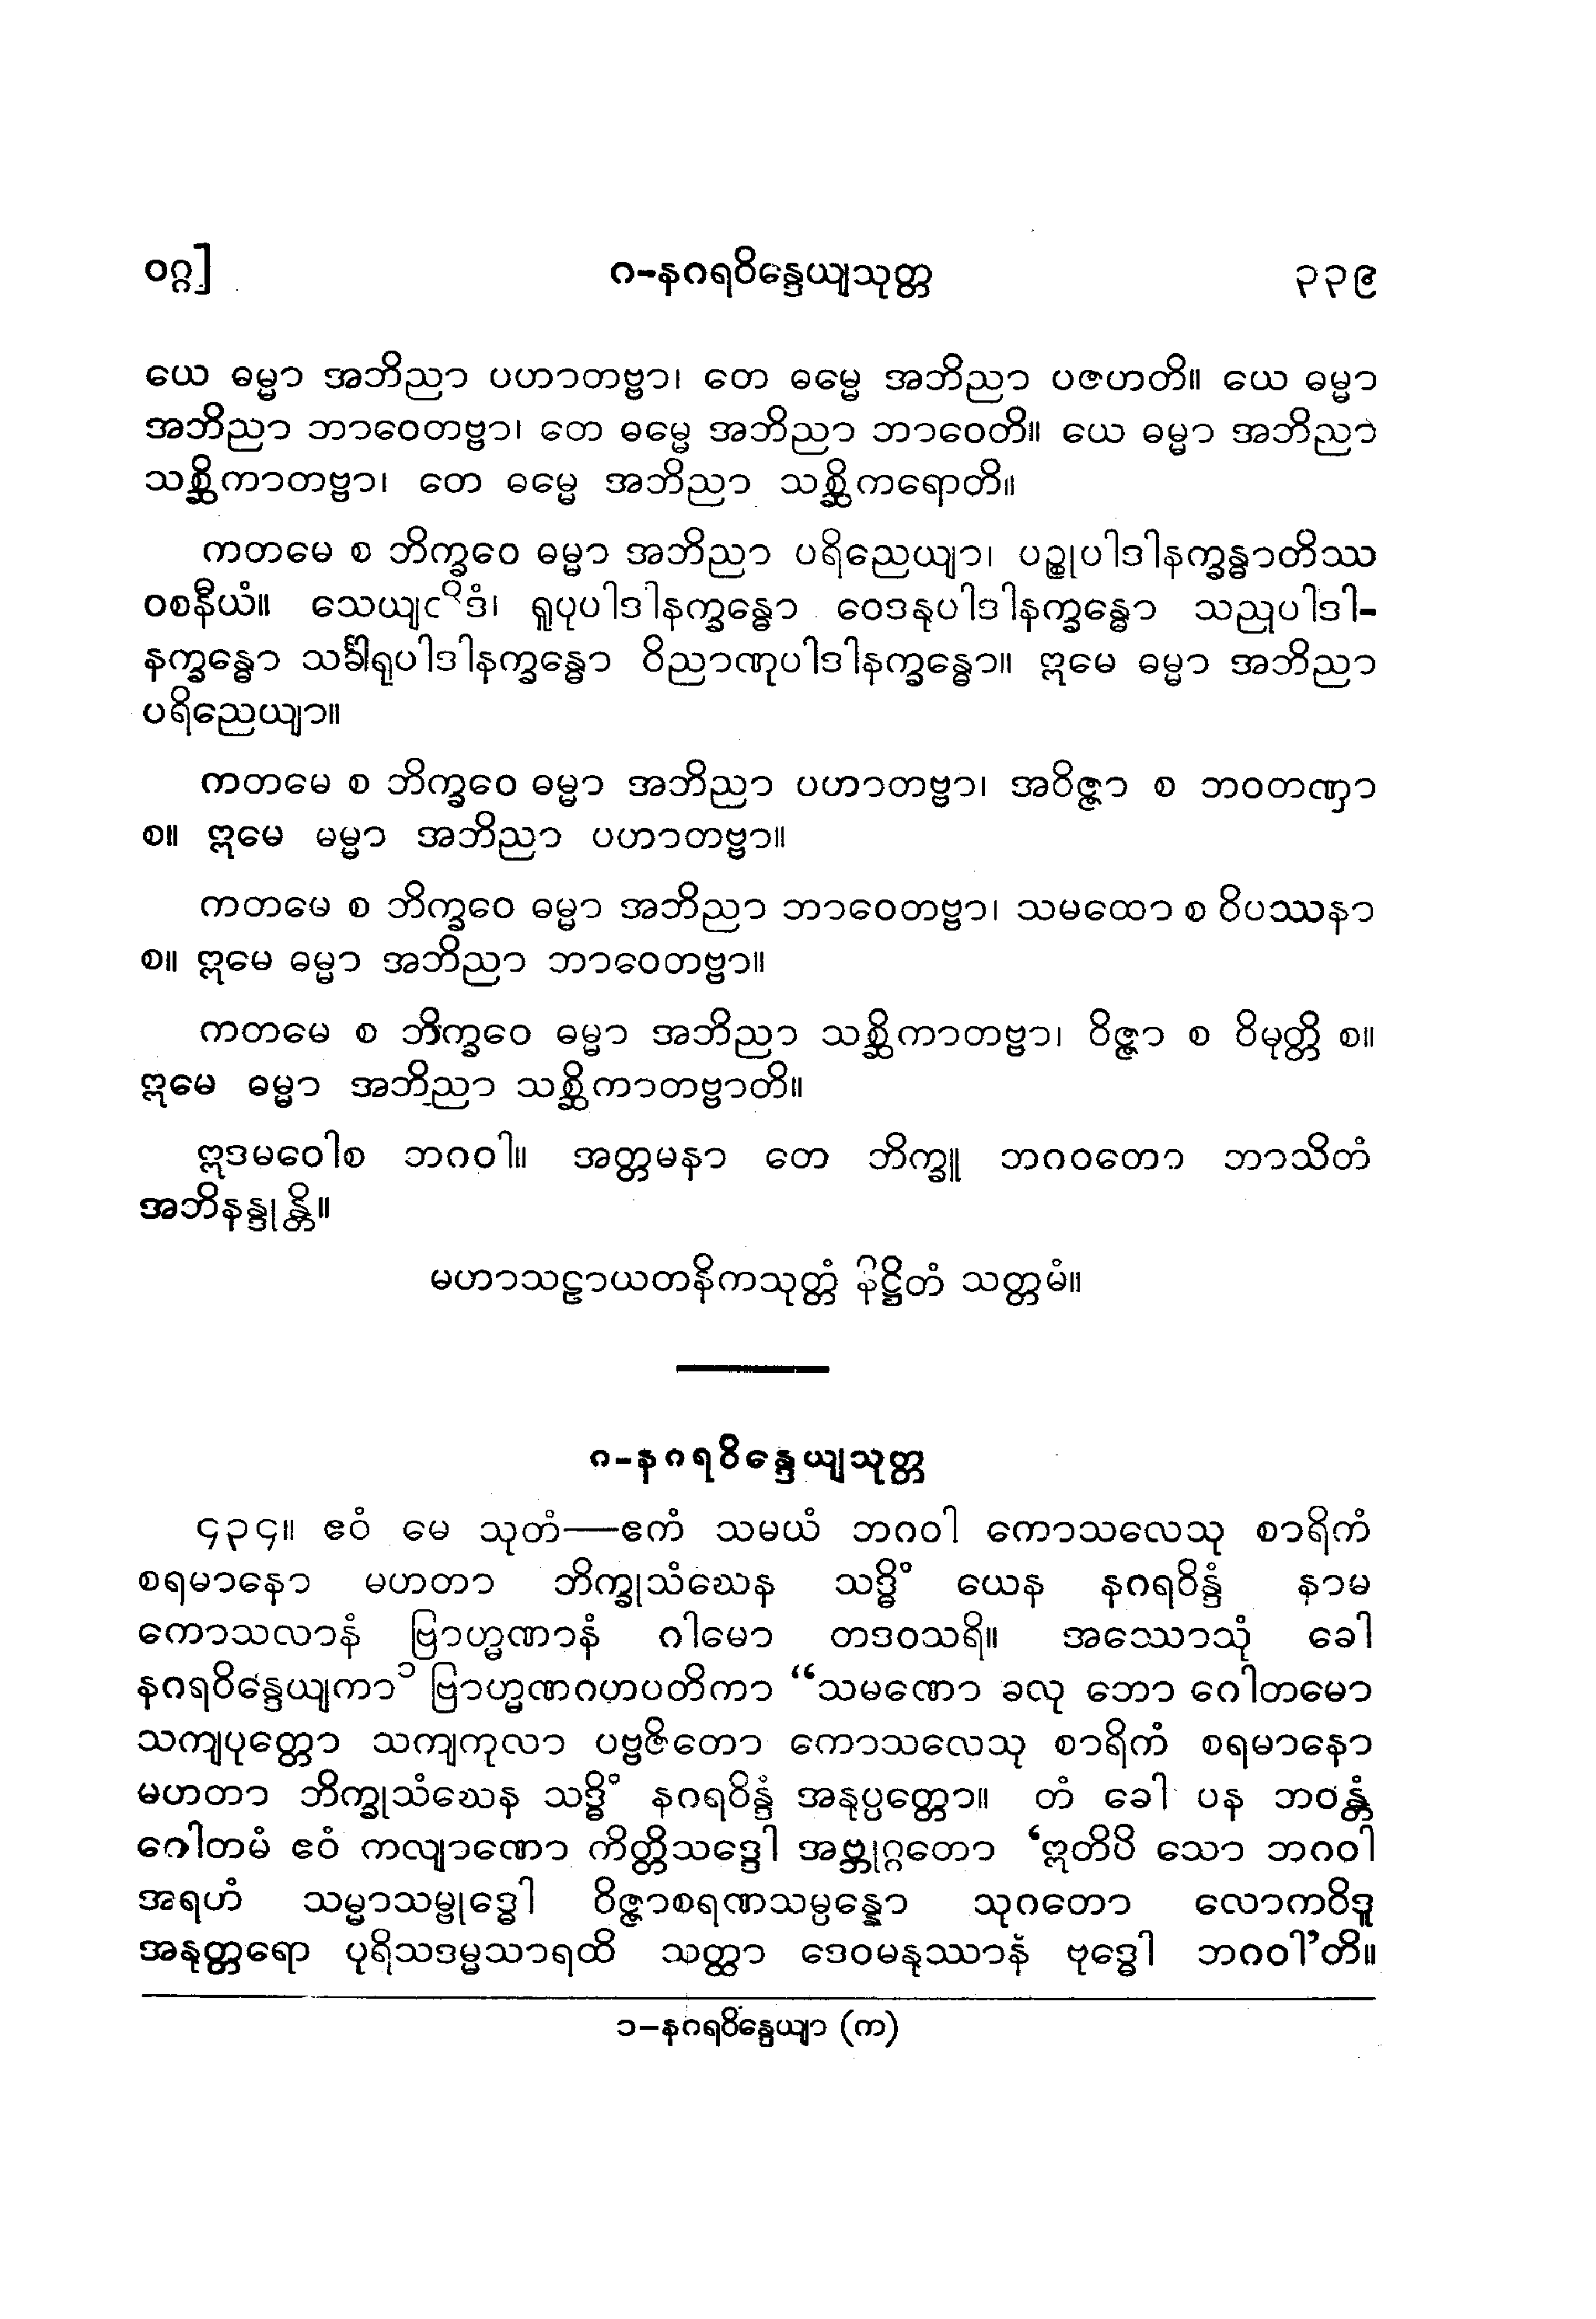 ဝဂ္ဂ] ဂ-နဂရဝိန္ဒေယျသုတ္တ ၃၃၉
ယေ ဓမ္မာ အဘိညာ ပဟာတဗ္ဗာ၊ တေ ဓမ္မေ အဘိညာ ပဇဟတိ။ ယေ ဓမ္မာ
အဘိညာ ဘာဝေတဗ္ဗာ၊ တေ ဓမ္မေ အဘိညာ ဘာဝေတိ။ ယေ ဓမ္မာ အဘိညာ
သစ္ဆိကာတဗ္ဗာ၊ တေ ဓမ္မေ အဘိညာ သစ္ဆိကရောတိ။
ကတမေ စ ဘိက္ခဝေ ဓမ္မာ အဘိညာ ပရိညေယျာ၊ ပဉ္စုပါဒါနက္ခန္ဓာတိဿ
ဝစနီယံ။ သေယျထိဒံ၊ ရူပုပါဒါနက္ခန္ဓော ဝေဒနုပါဒါနက္ခန္ဓော သညုပါဒါ-
နက္ခန္ဓော သင်္ခါရုပါဒါနက္ခန္ဓော ဝိညာဏုပါဒါနက္ခန္ဓော။ ဣမေ ဓမ္မာ အဘိညာ
ပရိညေယျာ။
ကတမေ စ ဘိက္ခဝေ ဓမ္မာ အဘိညာ ပဟာတဗ္ဗာ၊ အဝိဇ္ဇာ စ ဘဝတဏှာ
စ။ ဣမေ မမ္မာ အဘိညာ ပဟာတဗ္ဗာ။
ကတမေ စ ဘိက္ခဝေ ဓမ္မာ အဘိညာ ဘာဝေတဗ္ဗာ၊ သမထော စ ဝိပဿနာ
စ။ ဣမေ ဓမ္မာ အဘိညာ ဘာဝေတဗ္ဗာ။
ကတမေ စ ဘိက္ခဝေ ဓမ္မာ အဘိညာ သစ္ဆိကာတဗ္ဗာ၊ ဝိဇ္ဇာ စ ဝိမုတ္တိ စ။
ဣမေ ဓမ္မာ အဘိညာ သစ္ဆိကာတဗ္ဗာတိ။
ဣဒမဝေါစ ဘဂဝါ။ အတ္တမနာ တေ ဘိက္ခူ ဘဂဝတော ဘာသိတံ
အဘိနန္ဒုန္တိ။
မဟာသဠာယတနိကသုတ္တံ နိဋ္ဌိတံ သတ္တမံ။
ဂ-နဂရဝိန္ဒေယျသုတ္တ
၄၃၄။ ဧဝံ မေ သုတံ—ဧကံ သမယံ ဘဂဝါ ကောသလေသု စာရိကံ
စရမာနော မဟတာ ဘိက္ခုသံဃေန သဒ္ဓိံ ယေန နဂရဝိန္ဒံ နာမ
ကောသလာနံ ဗြာဟ္မဏာနံ ဂါမော တဒဝသရိ။ အဿောသုံ ခေါ
နဂရဝိန္ဒေယျကာ၁ ဗြာဟ္မဏဂဟပတိကာ “သမဏော ခလု ဘော ဂေါတမော
သကျပုတ္တော သကျကုလာ ပဗ္ဗဇိတော ကောသလေသု စာရိကံ စရမာနော
မဟတာ ဘိက္ခုသံဃေန သဒ္ဓိံ နဂရဝိန္ဒံ အနုပ္ပတ္တော။ တံ ခေါ ပန ဘဝန္တံ
ဂေါတမံ ဧဝံ ကလျာဏော ကိတ္တိသဒ္ဒေါ အဗ္ဘုဂ္ဂတော ‘ဣတိပိ သော ဘဂဝါ
အရဟံ သမ္မာသမ္ဗုဒ္ဓေါ ဝိဇ္ဇာစရဏသမ္ပန္နော သုဂတော လောကဝိဒူ
အနုတ္တရော ပုရိသဒမ္မသာရထိ သတ္ထာ ဒေဝမနုဿာနံ ဗုဒ္ဓေါ ဘဂဝါ’တိ။
၁-နဂရဝိန္ဒေယျာ (က)